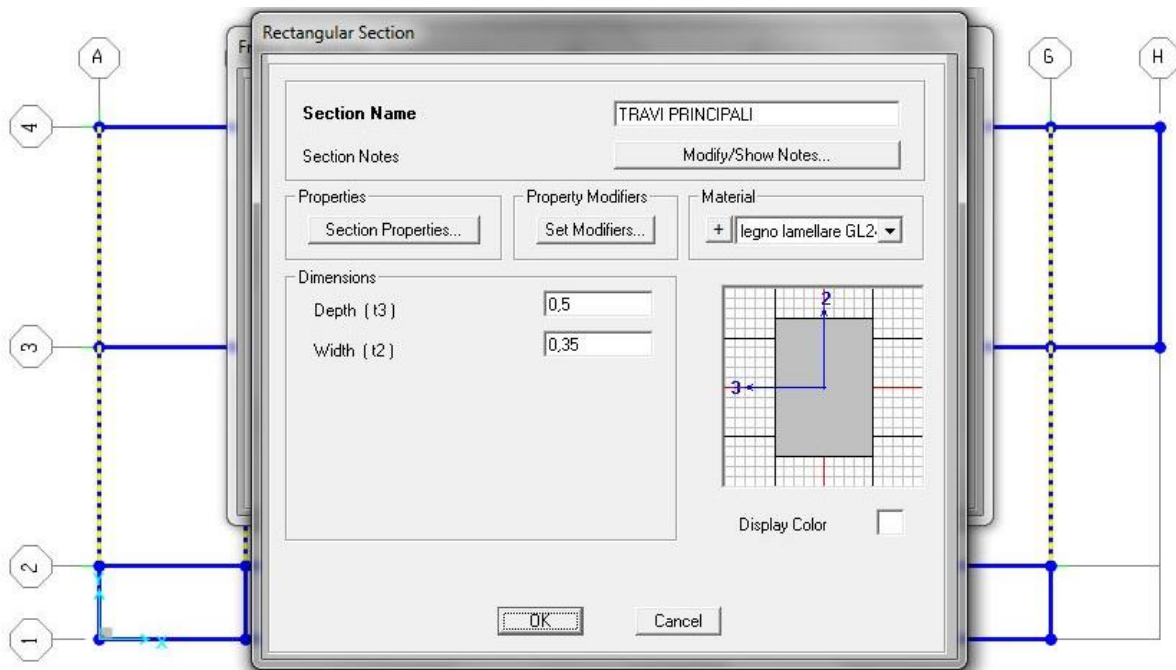 Rectangular Section
Fr
A
G
H
4
3
2
1
Section Name
TRAVI PRINCIPALI
Section Notes
Modify/Show Notes...
Properties
Section Properties...
Property Modifiers
Set Modifiers...
Material
+
legno lamellare GL2
Dimensions
Depth ( t3 )
0,5
Width ( t2 )
0,35
2
3
Display Color
OK
Cancel
Y
X